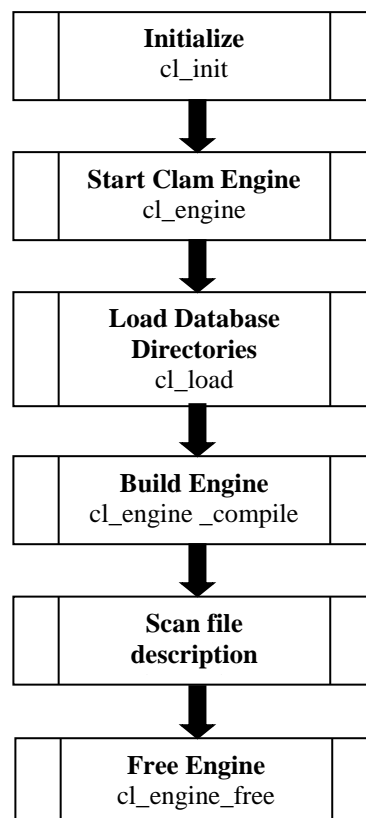 Initialize
cl_init
Start Clam Engine
cl_engine
Load Database
Directories
cl_load
Build Engine
cl_engine _compile
Scan file
description
Free Engine
cl_engine_free